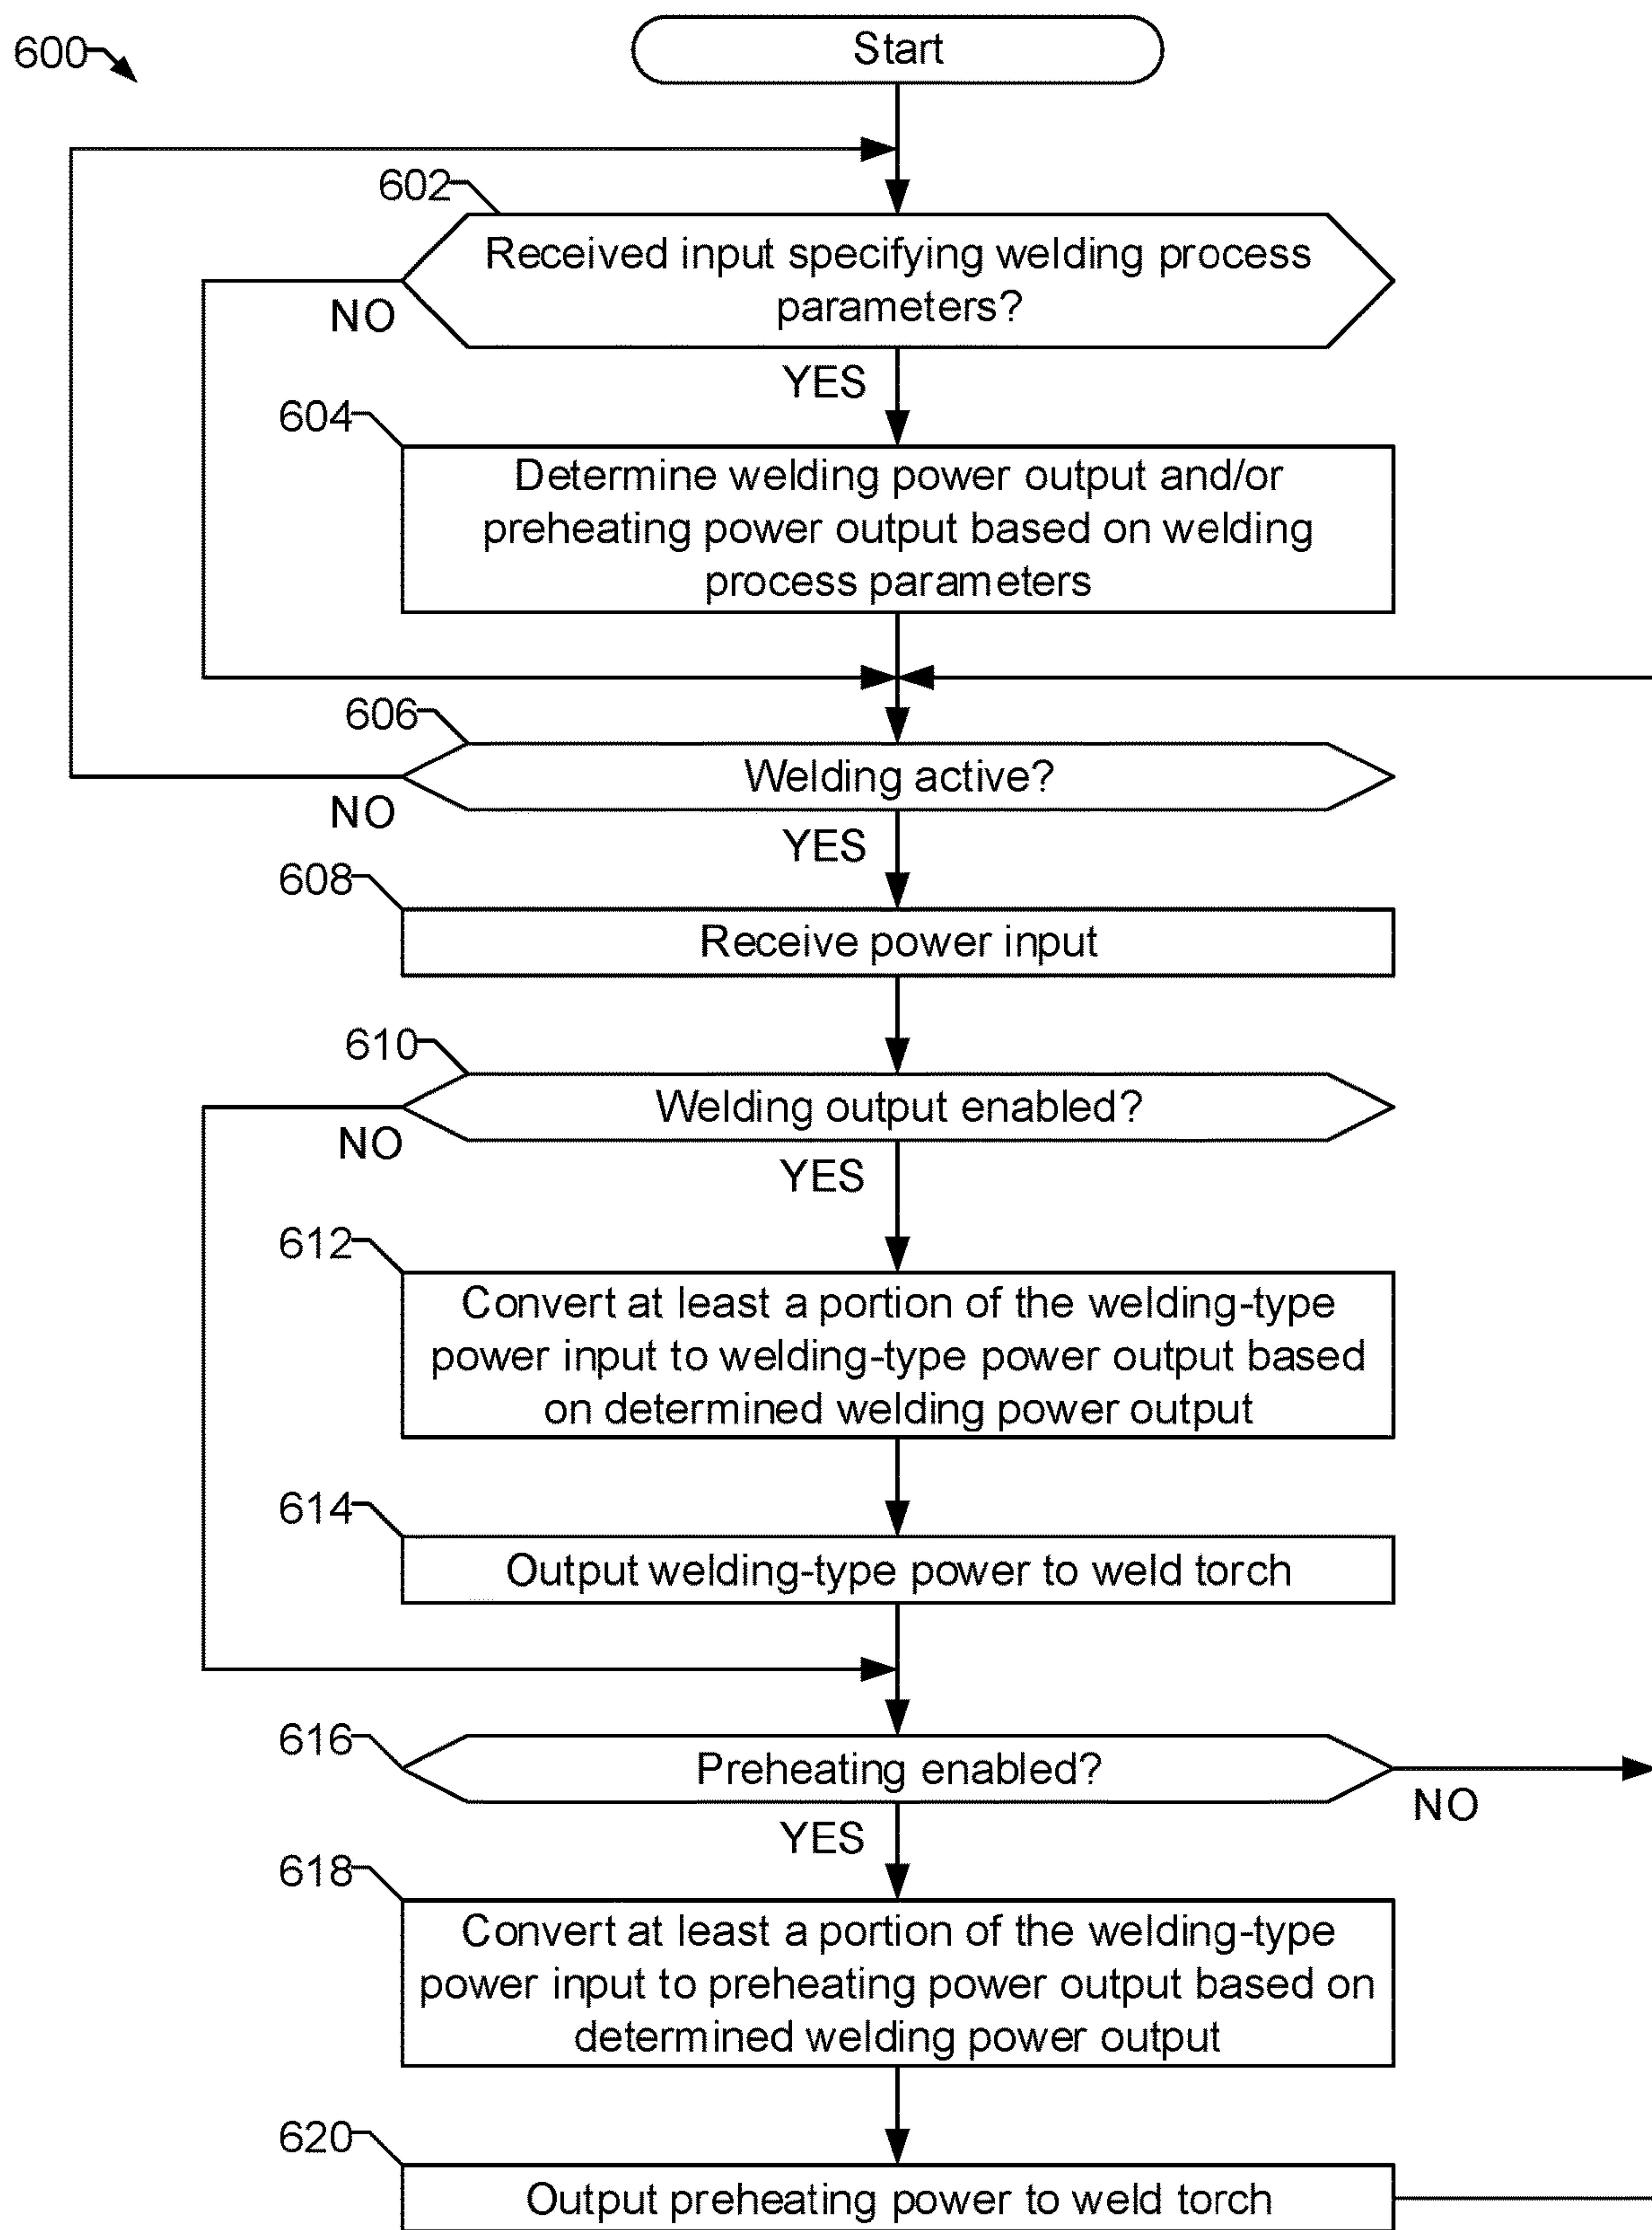 600
Start
602
Received input specifying welding process
parameters?
NO
YES
604
Determine welding power output and/or
preheating power output based on welding
process parameters
606
Welding active?
NO
YES
608
Receive power input
610
Welding output enabled?
NO
YES
612
Convert at least a portion of the welding-type
power input to welding-type power output based
on determined welding power output
614
Output welding-type power to weld torch
616
Preheating enabled?
NO
YES
618
Convert at least a portion of the welding-type
power input to preheating power output based on
determined welding power output
620
Output preheating power to weld torch